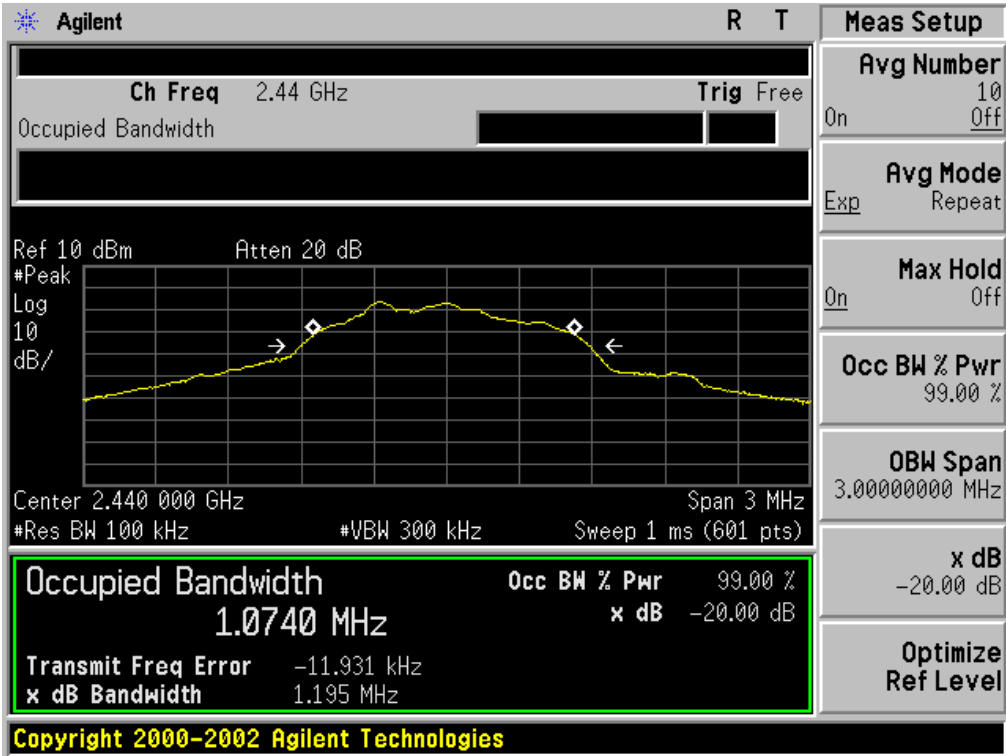 Agilent R T
Ch Freq 2.44 GHz Trig Free
Occupied Bandwidth
Ref 10 dBm Atten 20 dB
#Peak
Log
10
dB/
Center 2.440 000 GHz Span 3 MHz
#Res BW 100 kHz #VBW 300 kHz Sweep 1 ms (601 pts)
Occupied Bandwidth
1.0740 MHz
Occ BW % Pwr 99.00 %
x dB -20.00 dB
Transmit Freq Error -11.931 kHz
x dB Bandwidth 1.195 MHz
Copyright 2000-2002 Agilent Technologies
Meas Setup
Avg Number
10
On Off
Avg Mode
Exp Repeat
Max Hold
On Off
Occ BW % Pwr
99.00 %
OBW Span
3.00000000 MHz
x dB
-20.00 dB
Optimize
Ref Level